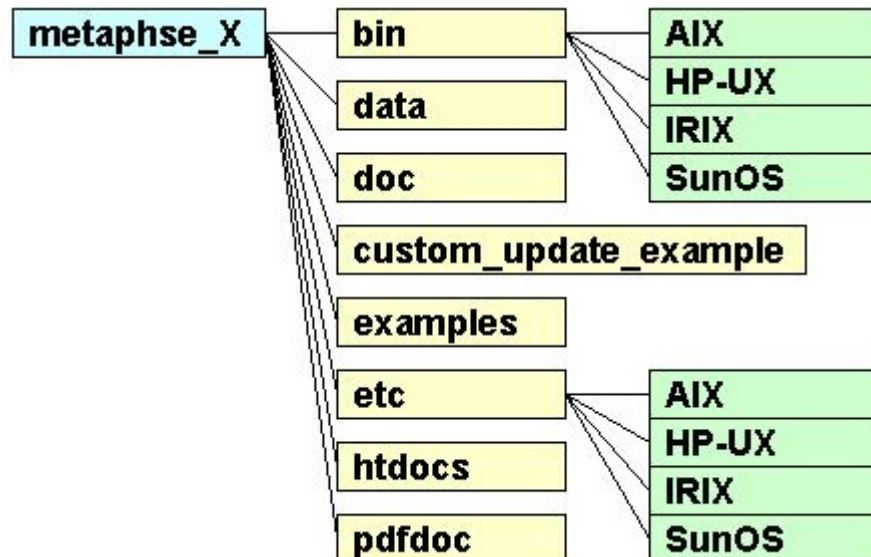 metaphse_X
bin
AIX
HP-UX
IRIX
SunOS
data
doc
custom_update_example
examples
etc
AIX
HP-UX
IRIX
SunOS
htdocs
pdfdoc